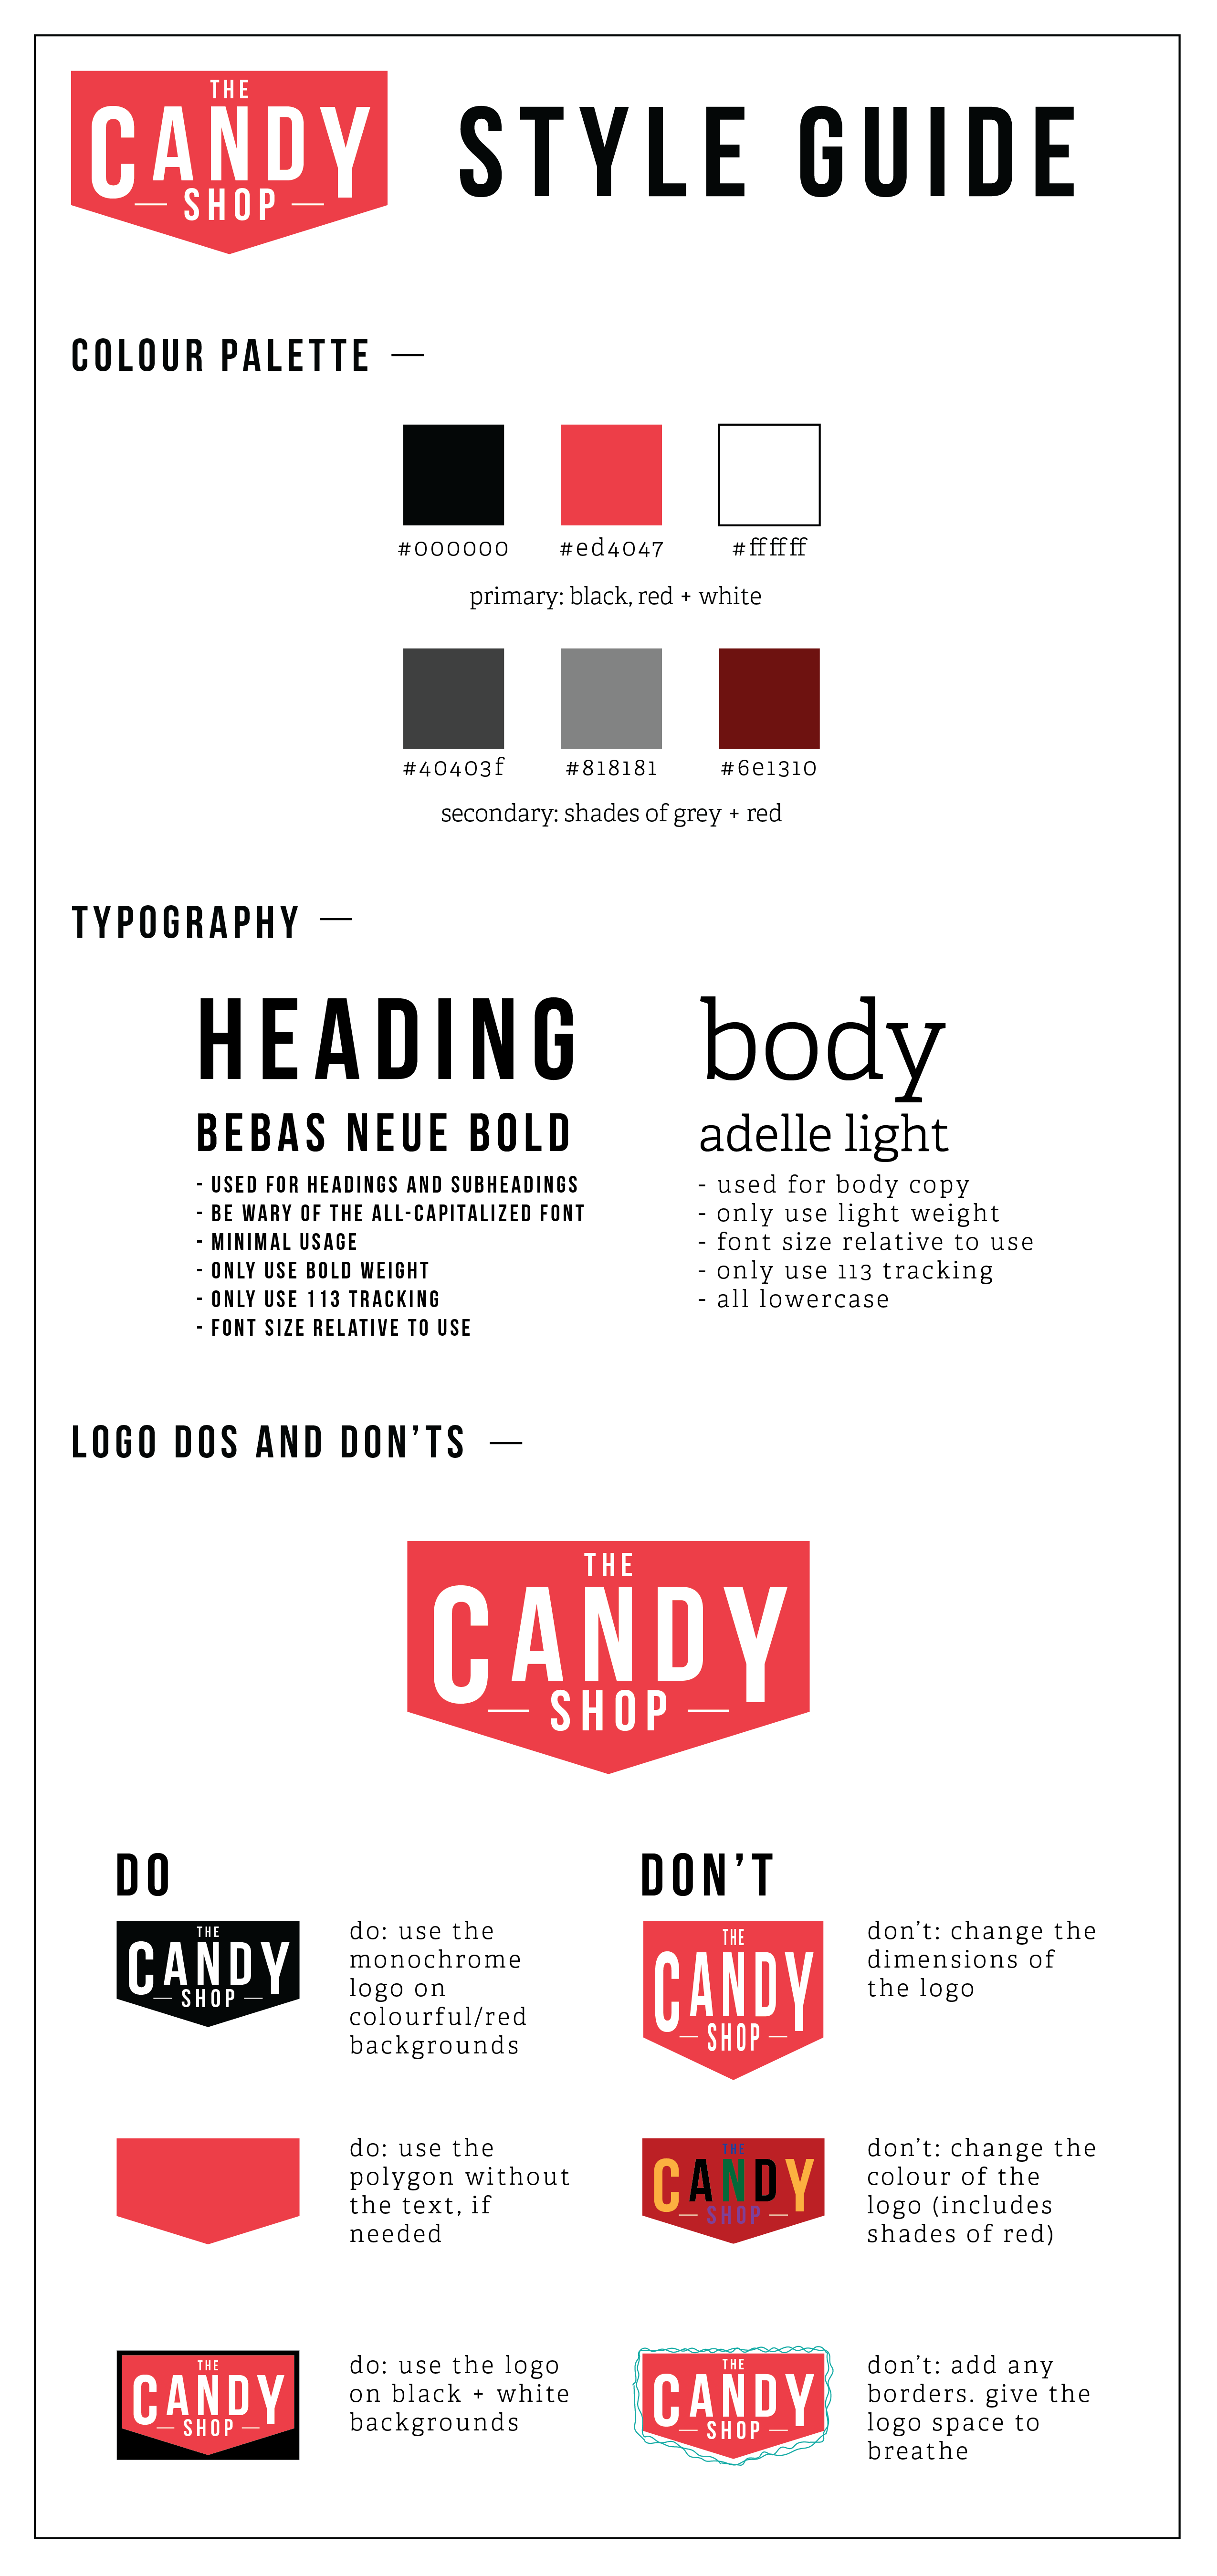 THE
CANDY
SHOP
STYLE GUIDE
COLOUR PALETTE —
#000000
#ed4047
#ffffff
primary: black, red + white
#40403f
#818181
#6e1310
secondary: shades of grey + red
TYPOGRAPHY —
HEADING
BEBAS NEUE BOLD
- USED FOR HEADINGS AND SUBHEADINGS
- BE WARY OF THE ALL-CAPITALIZED FONT
- MINIMAL USAGE
- ONLY USE BOLD WEIGHT
- ONLY USE 113 TRACKING
- FONT SIZE RELATIVE TO USE
body
adelle light
- used for body copy
- only use light weight
- font size relative to use
- only use 113 tracking
- all lowercase
LOGO DOS AND DON’TS —
THE
CANDY
SHOP
DO
THE
CANDY
SHOP
do: use the
monochrome
logo on
colourful/red
backgrounds
do: use the
polygon without
the text, if
needed
THE
CANDY
SHOP
do: use the logo
on black + white
backgrounds
DON’T
THE
CANDY
SHOP
don’t: change the
dimensions of
the logo
THE
CANDY
SHOP
don’t: change the
colour of the
logo (includes
shades of red)
THE
CANDY
SHOP
don’t: add any
borders. give the
logo space to
breathe